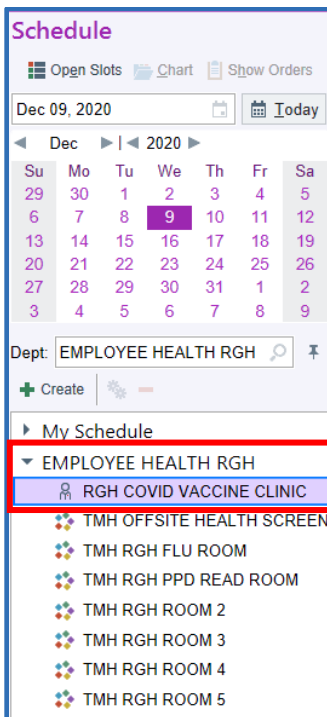 Schedule
Open Slots Chart Show Orders
Dec 09, 2020 Today
Dec 2020
Su Mo Tu We Th Fr Sa
29 30 1 2 3 4 5
6 7 8 9 10 11 12
13 14 15 16 17 18 19
20 21 22 23 24 25 26
27 28 29 30 31 1 2
3 4 5 6 7 8 9
Dept: EMPLOYEE HEALTH RGH
Create
My Schedule
EMPLOYEE HEALTH RGH
RGH COVID VACCINE CLINIC
TMH OFFSITE HEALTH SCREEN
TMH RGH FLU ROOM
TMH RGH PPD READ ROOM
TMH RGH ROOM 2
TMH RGH ROOM 3
TMH RGH ROOM 4
TMH RGH ROOM 5